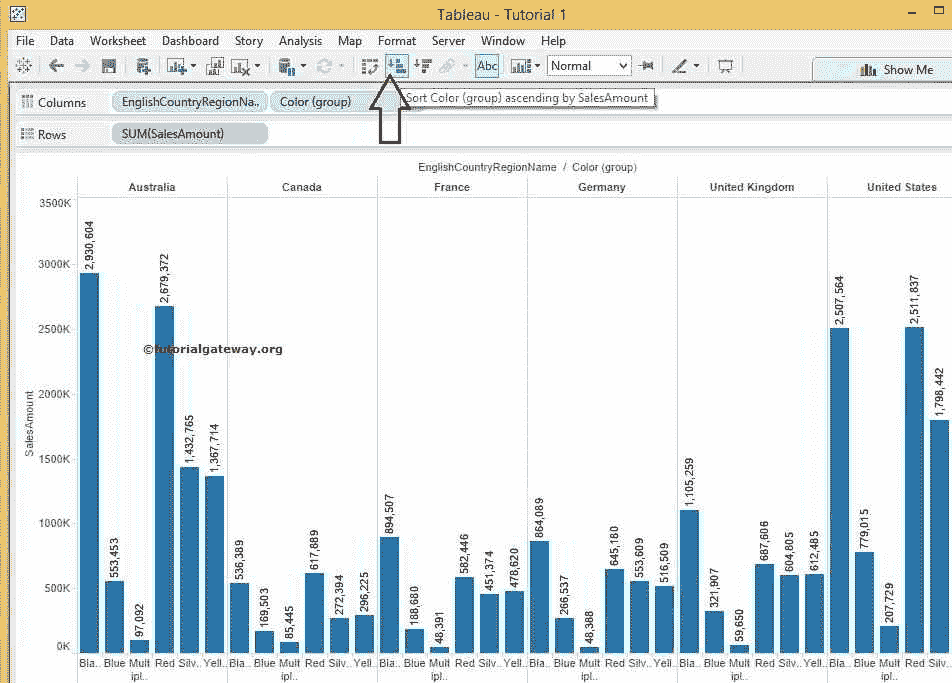 Tableau - Tutorial 1
File Data Worksheet Dashboard Story Analysis Map Format Server Window Help
Abc Normal Show Me
Columns EnglishCountryRegionNa.. Color (group) Sort Color (group) ascending by SalesAmount
Rows SUM(SalesAmount)
EnglishCountryRegionName / Color (group)
Australia Canada France Germany United Kingdom United States
3500K
3000K
2500K
2000K
1500K
1000K
500K
0K
SalesAmount
2,930,604 553,453 97,092 2,679,372 1,432,765 1,367,714
536,389 169,503 85,445 617,889 272,394 296,225
894,507 188,660 48,391 582,446 451,374 478,620
864,089 266,537 48,388 645,180 553,609 516,509
1,105,259 321,907 59,650 687,606 604,805 612,485
2,507,564 779,015 207,729 2,511,837 1,798,442
©tutorialgateway.org
Bla.. Blue Mult Red Silv.. Yell.. Bla.. Blue Mult Red Silv.. Yell.. Bla.. Blue Mult Red Silv.. Yell.. Bla.. Blue Mult Red Silv.. Yell.. Bla.. Blue Mult Red Silv.. Yell.. Bla.. Blue Mult Red Silv..
ipl.. ipl.. ipl.. ipl.. ipl.. ipl..